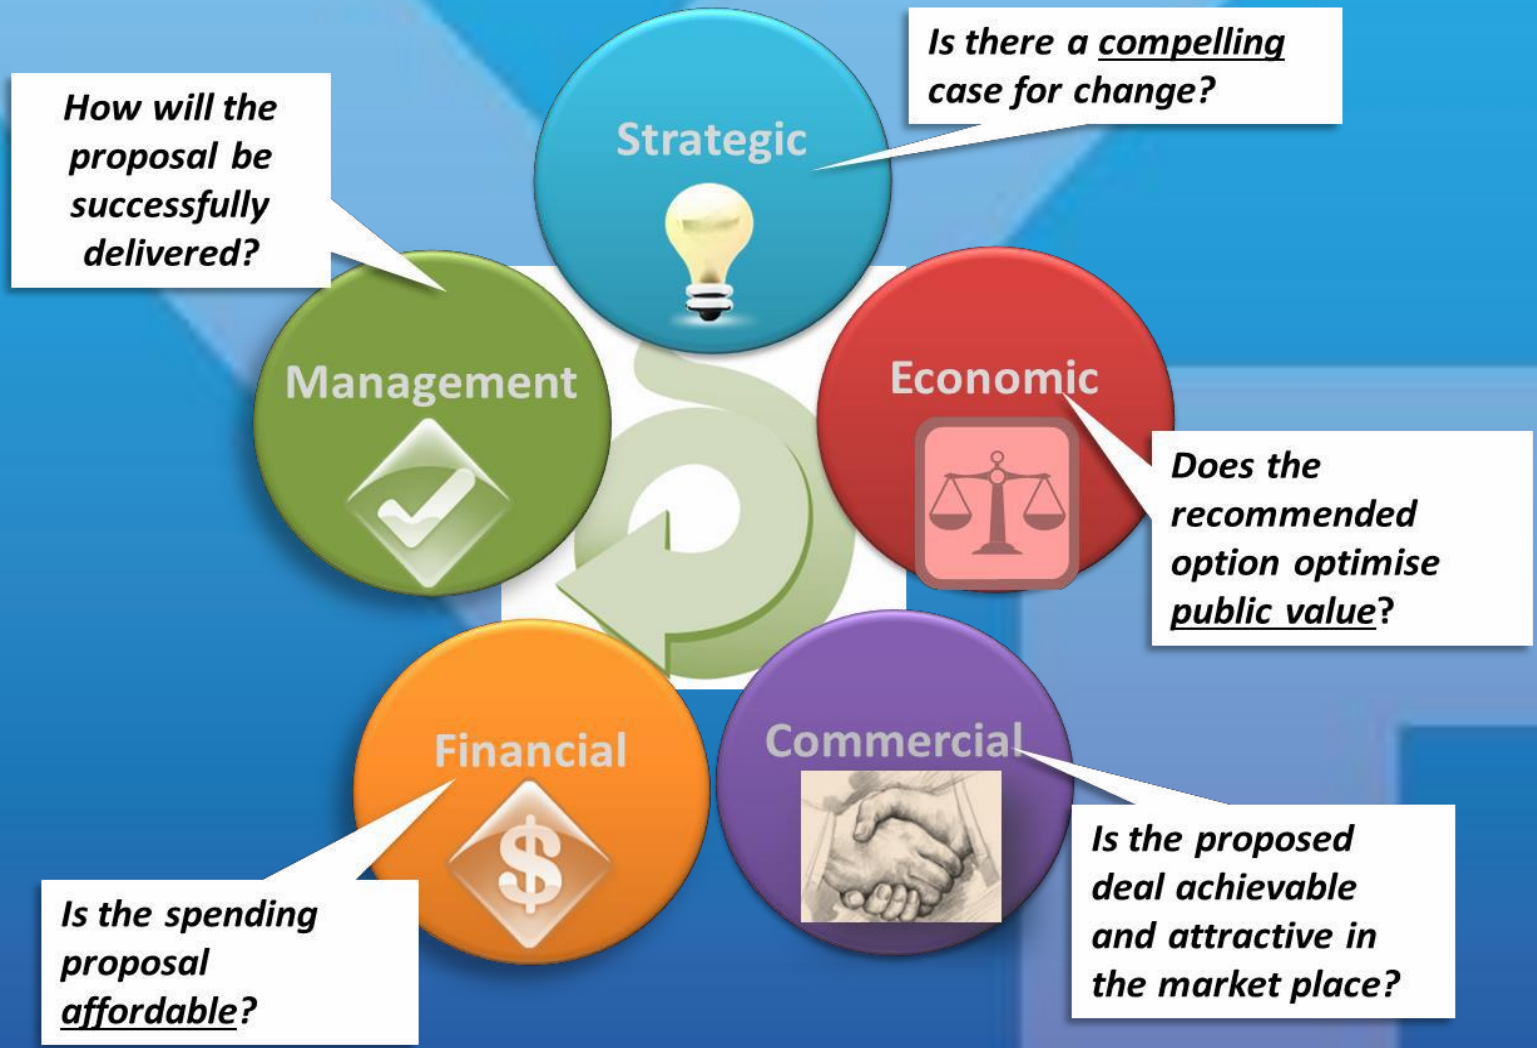 Strategic
Is there a compelling
case for change?
Economic
Does the
recommended
option optimise
public value?
Commercial
Is the proposed
deal achievable
and attractive in
the market place?
Financial
$
Is the spending
proposal
affordable?
Management
How will the
proposal be
successfully
delivered?